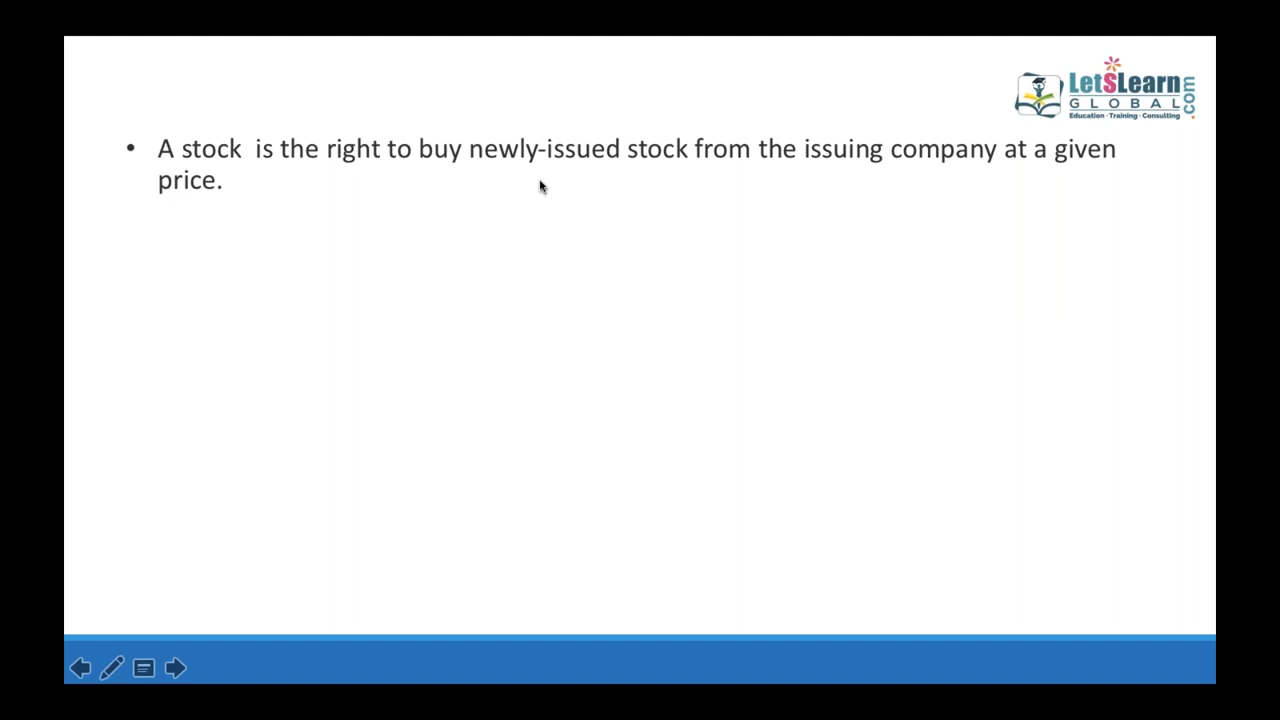 LetSLearn
GLOBAL
.com
Education · Training · Consulting
• A stock  is the right to buy newly-issued stock from the issuing company at a given
price.